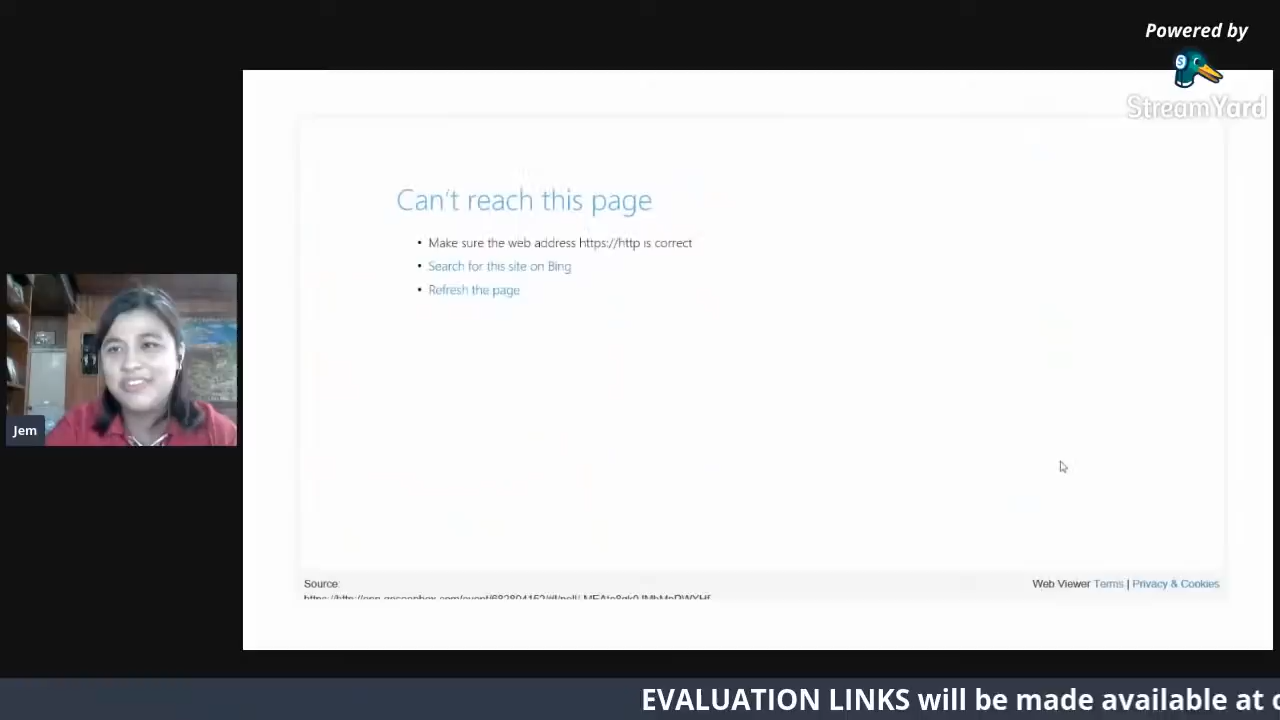 Powered by
StreamYard
Can't reach this page
• Make sure the web address https://http is correct
• Search for this site on Bing
• Refresh the page
Jem
Source:
Web Viewer Terms | Privacy & Cookies
EVALUATION LINKS will be made available at